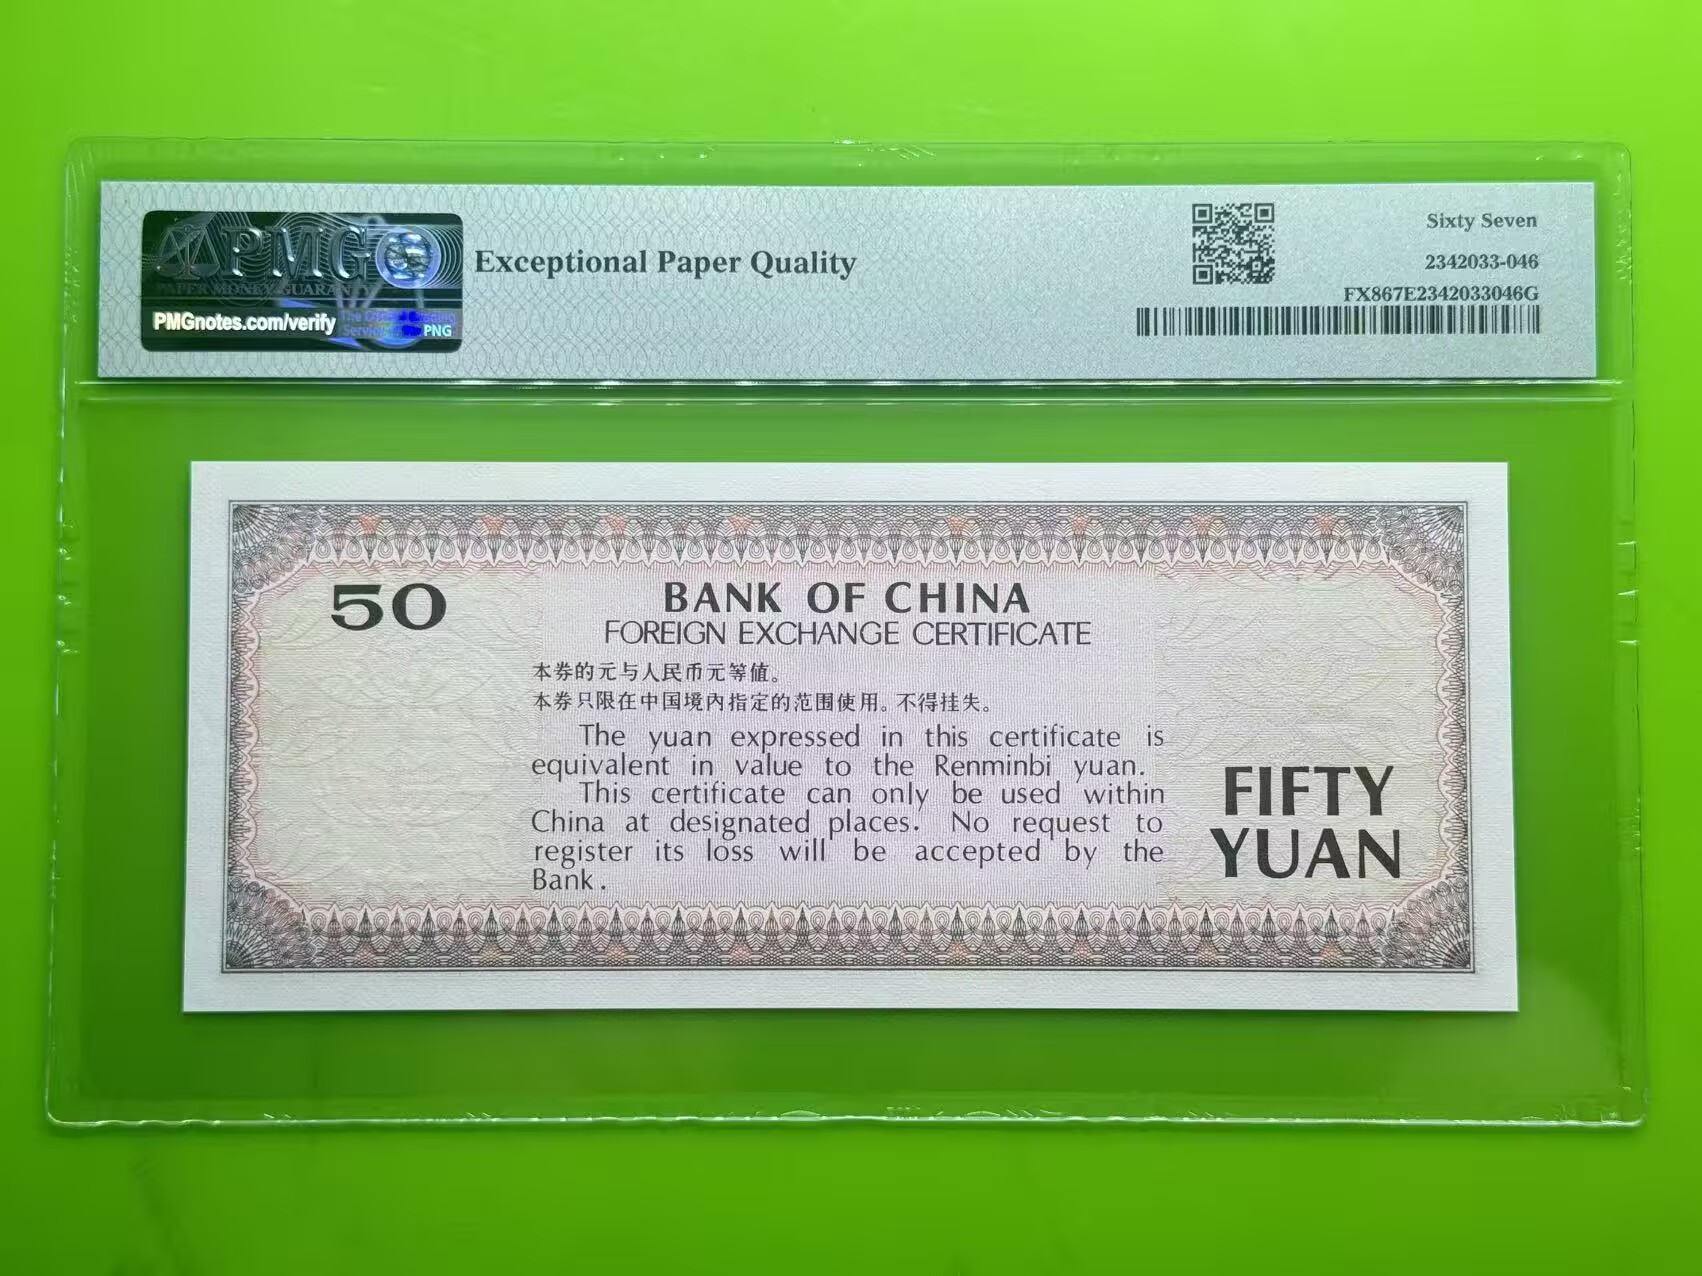 PMG
PAPER MONEY GUARANTY
PMGnotes.com/verify
PNG
Exceptional Paper Quality
Sixty Seven
2342033-046
FX867E2342033046G
50
BANK OF CHINA
FOREIGN EXCHANGE CERTIFICATE
本券的元与人民币元等值。
本券只限在中国境内指定的范围使用。不得挂失。
The yuan expressed in this certificate is
equivalent in value to the Renminbi yuan.
This certificate can only be used within
China at designated places. No request to
register its loss will be accepted by the
Bank.
FIFTY
YUAN